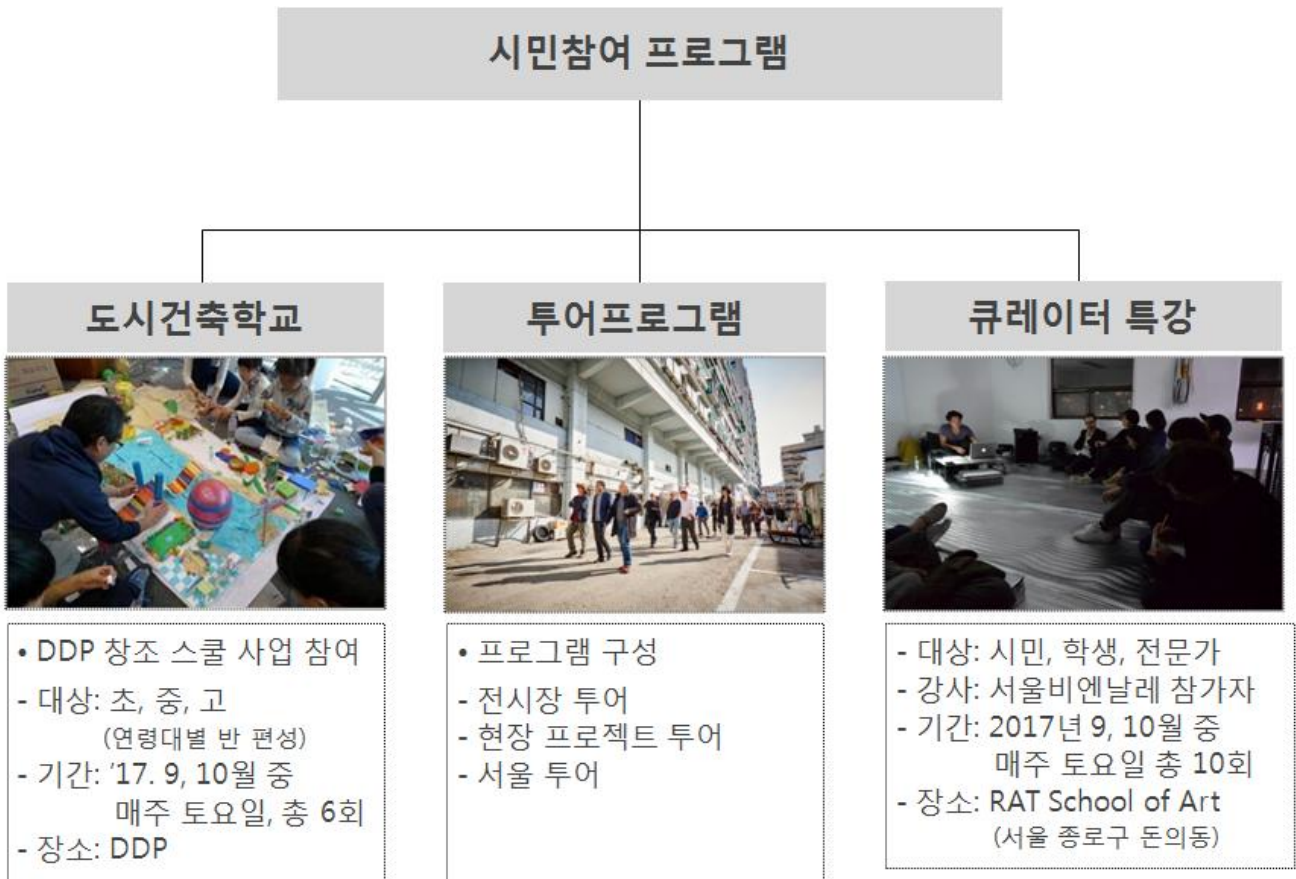 시민참여 프로그램
도시건축학교
• DDP 창조 스쿨 사업 참여
- 대상: 초, 중, 고
(연령대별 반 편성)
- 기간: '17. 9, 10월 중
매주 토요일, 총 6회
- 장소: DDP
투어프로그램
• 프로그램 구성
- 전시장 투어
- 현장 프로젝트 투어
- 서울 투어
큐레이터 특강
- 대상: 시민, 학생, 전문가
- 강사: 서울비엔날레 참가자
- 기간: 2017년 9, 10월 중
매주 토요일 총 10회
- 장소: RAT School of Art
(서울 종로구 돈의동)